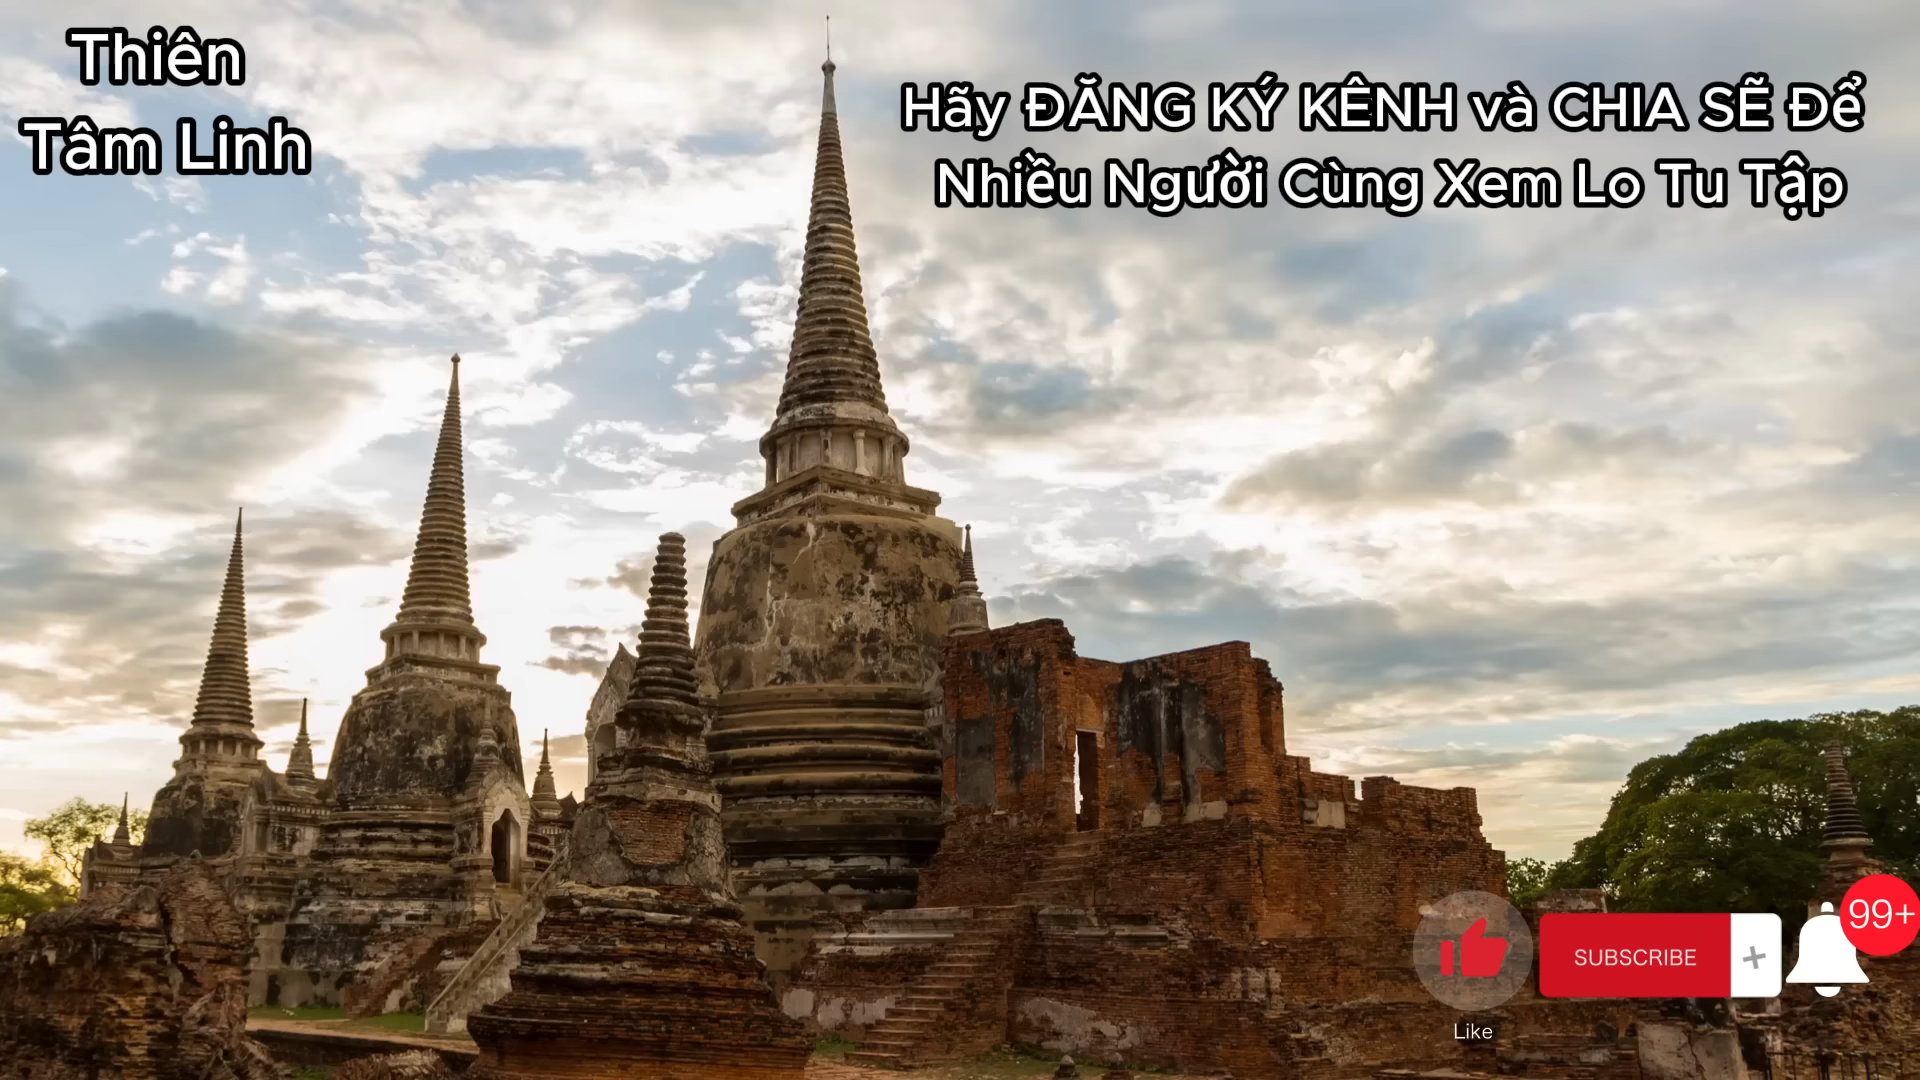 Thiên
Tâm Linh
Hãy ĐĂNG KÝ KÊNH và CHIA SẼ Để
Nhiều Người Cùng Xem Lo Tu Tập
99+
SUBSCRIBE
Like